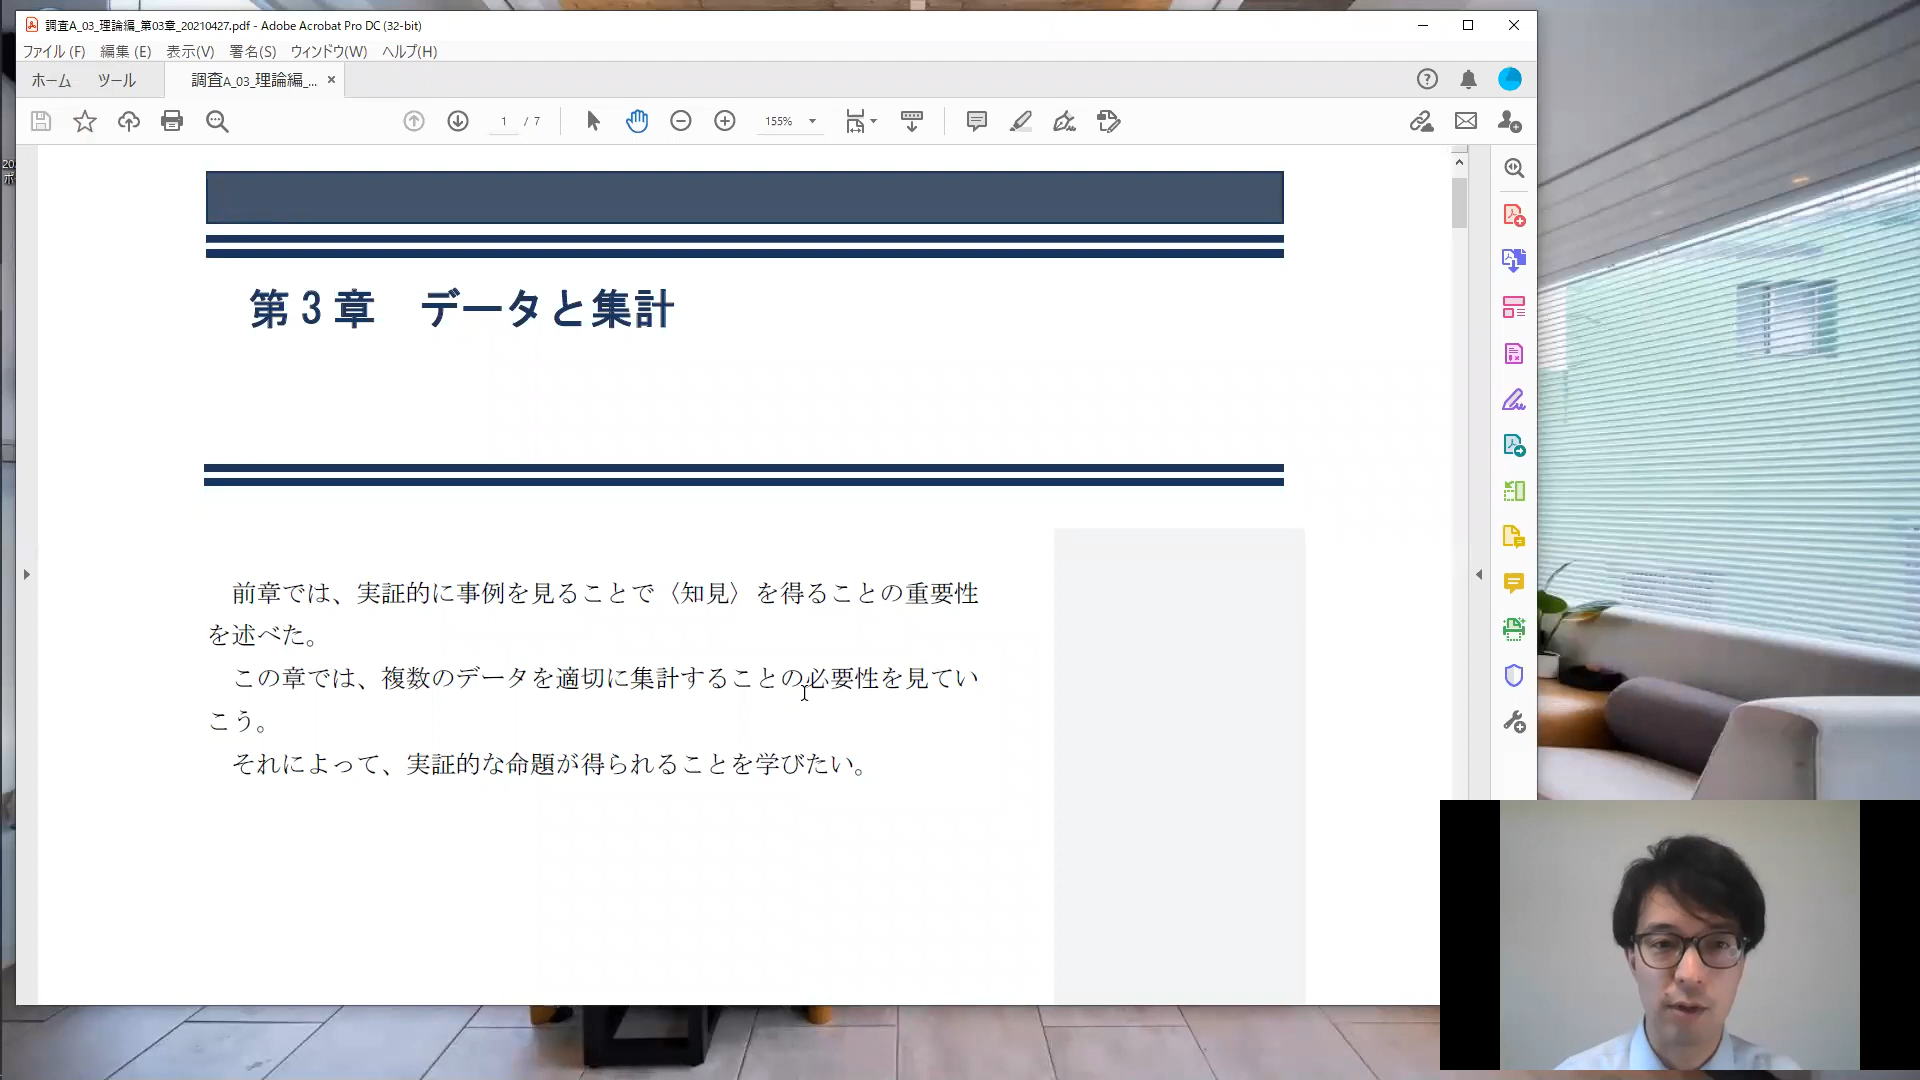 調査A_03_理論編_第03章_20210427.pdf - Adobe Acrobat Pro DC (32-bit)
ファイル(F) 編集(E) 表示(V) 署名(S) ウィンドウ(W) ヘルプ(H)
ホーム ツール 調査A_03_理論編_... ×
1 / 7 155%
第3章 データと集計
前章では、実証的に事例を見ることで〈知見〉を得ることの重要性
を述べた。
この章では、複数のデータを適切に集計することの必要性を見てい
こう。
それによって、実証的な命題が得られることを学びたい。